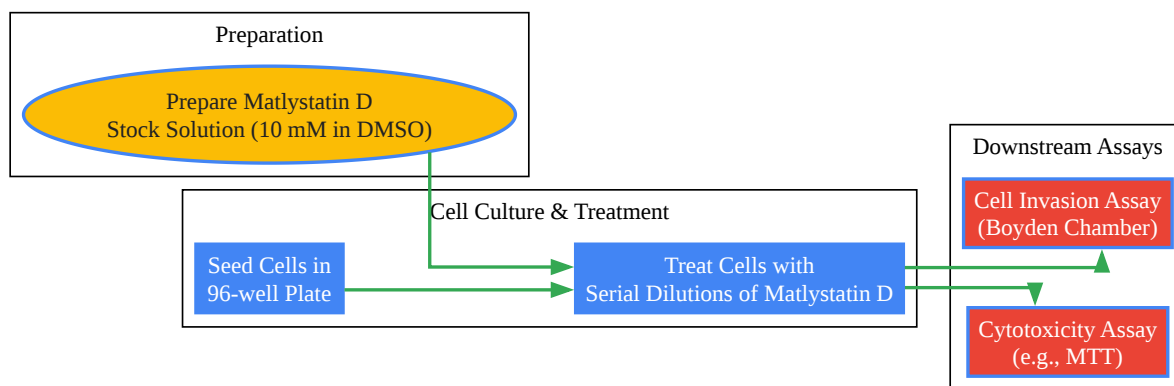 Preparation
Prepare Matlystatin D
Stock Solution (10 mM in DMSO)
Cell Culture & Treatment
Seed Cells in
96-well Plate
Treat Cells with
Serial Dilutions of Matlystatin D
Downstream Assays
Cell Invasion Assay
(Boyden Chamber)
Cytotoxicity Assay
(e.g., MTT)